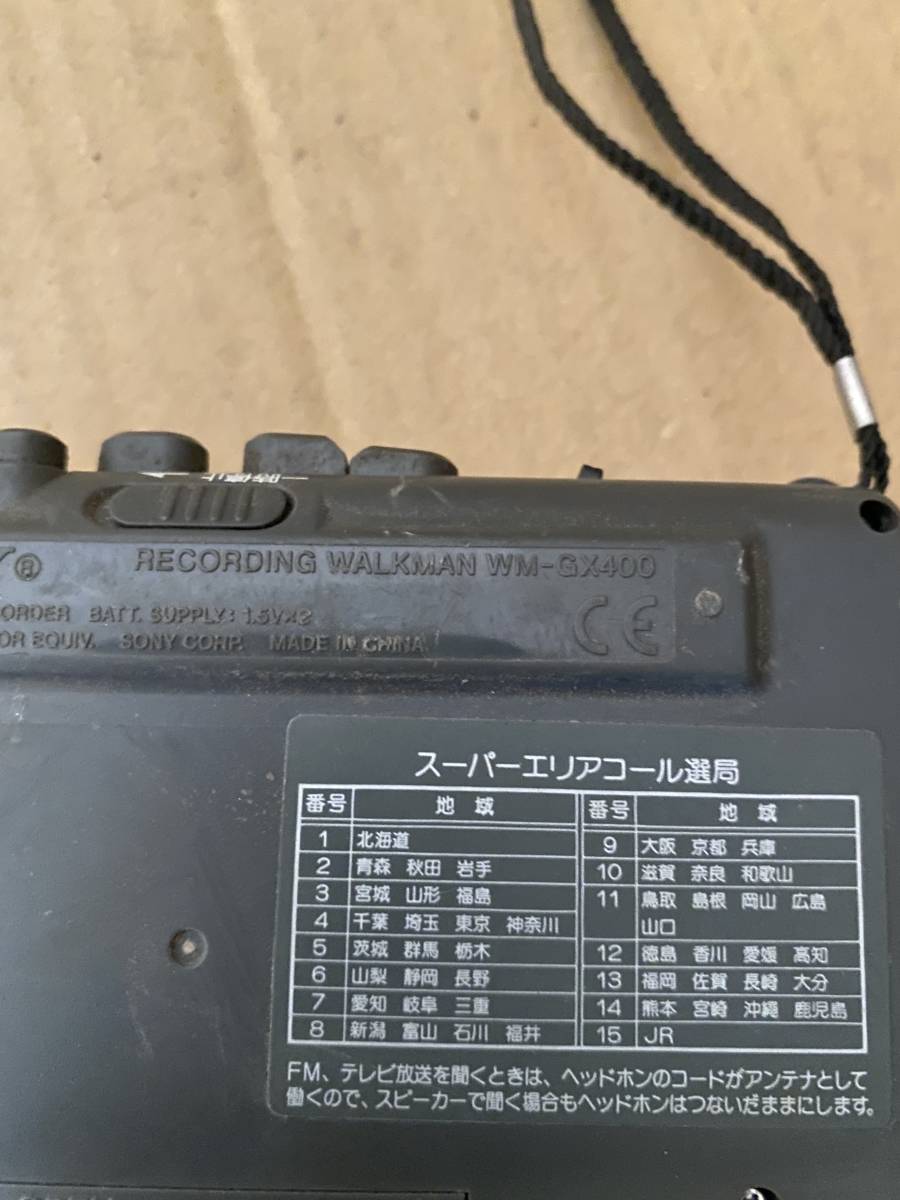 一時停止
® RECORDING WALKMAN WM-GX400
ORDER BATT. SUPPLY: 1.5V×2
OR EQUIV. SONY CORP. MADE IN CHINA
CE
スーパーエリアコール選局
番号 地域 番号 地域
1 北海道 9 大阪 京都 兵庫
2 青森 秋田 岩手 10 滋賀 奈良 和歌山
3 宮城 山形 福島 11 鳥取 島根 岡山 広島
4 千葉 埼玉 東京 神奈川 山口
5 茨城 群馬 栃木 12 徳島 香川 愛媛 高知
6 山梨 静岡 長野 13 福岡 佐賀 長崎 大分
7 愛知 岐阜 三重 14 熊本 宮崎 沖縄 鹿児島
8 新潟 富山 石川 福井 15 JR
FM、テレビ放送を聞くときは、ヘッドホンのコードがアンテナとして
働くので、スピーカーで聞く場合もヘッドホンはつないだままにします。